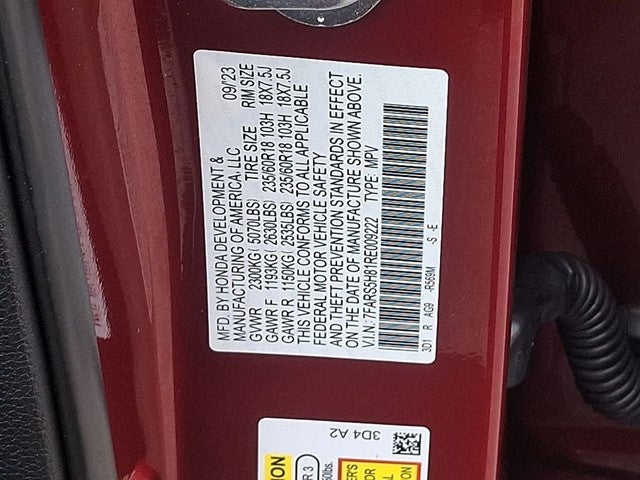 MFD. BY HONDA DEVELOPMENT &
MANUFACTURING OF AMERICA, LLC 09/'23
GVWR 2300KG ( 5070LBS) TIRE SIZE RIM SIZE
GAWR F 1193KG ( 2630LBS) 235/60R18 103H 18X7.5J
GAWR R 1150KG ( 2535LBS) 235/60R18 103H 18X7.5J
THIS VEHICLE CONFORMS TO ALL APPLICABLE
FEDERAL MOTOR VEHICLE SAFETY
AND THEFT PREVENTION STANDARDS IN EFFECT
ON THE DATE OF MANUFACTURE SHOWN ABOVE.
V.I.N.: 7FARS5H81RE009222 TYPE: MPV
3D1 R AG9 -R569M -S -E
3D4 A2